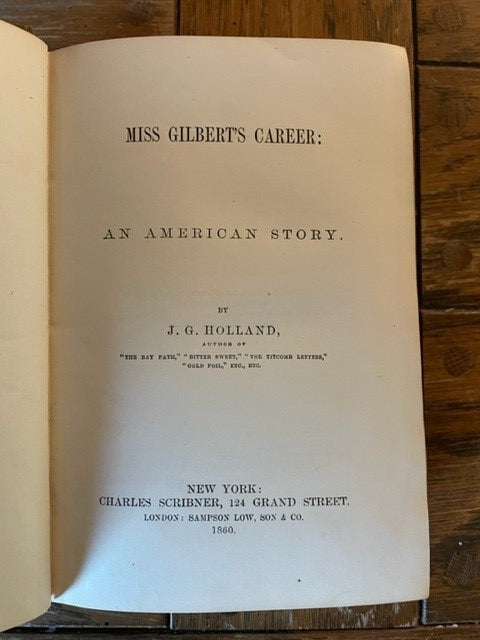 MISS GILBERT'S CAREER:
AN AMERICAN STORY.
BY
J. G. HOLLAND,
AUTHOR OF
"THE BAY PATH," "BITTER SWEET," "THE TITCOMB LETTERS,"
"GOLD FOIL," ETC., ETC.
NEW YORK:
CHARLES SCRIBNER, 124 GRAND STREET.
LONDON: SAMPSON LOW, SON & CO.
1860.